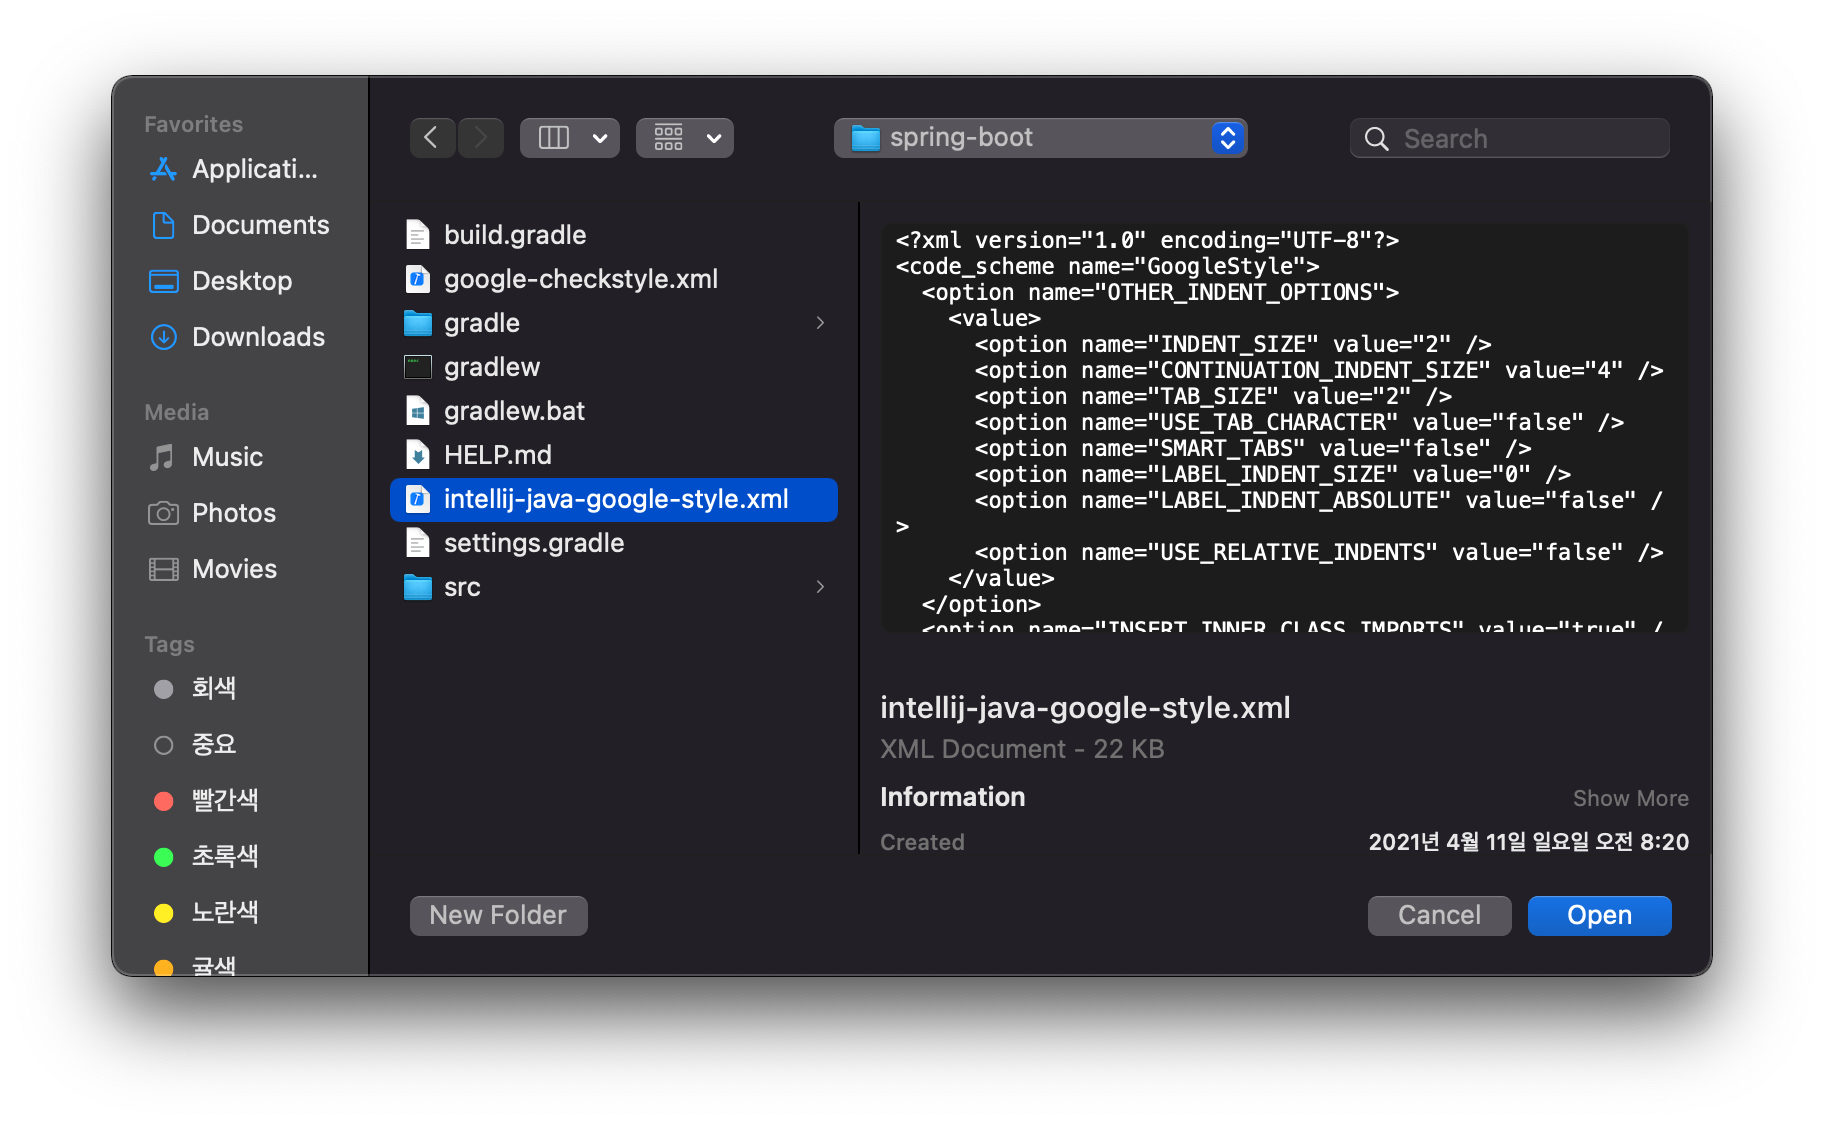 Favorites
Applicati...
Documents
Desktop
Downloads
Media
Music
Photos
Movies
Tags
회색
중요
빨간색
초록색
노란색
귤색
spring-boot
Search
build.gradle
google-checkstyle.xml
gradle
gradlew
gradlew.bat
HELP.md
intellij-java-google-style.xml
settings.gradle
src
<?xml version="1.0" encoding="UTF-8"?>
<code_scheme name="GoogleStyle">
  <option name="OTHER_INDENT_OPTIONS">
    <value>
      <option name="INDENT_SIZE" value="2" />
      <option name="CONTINUATION_INDENT_SIZE" value="4" />
      <option name="TAB_SIZE" value="2" />
      <option name="USE_TAB_CHARACTER" value="false" />
      <option name="SMART_TABS" value="false" />
      <option name="LABEL_INDENT_SIZE" value="0" />
      <option name="LABEL_INDENT_ABSOLUTE" value="false" /
>
      <option name="USE_RELATIVE_INDENTS" value="false" />
    </value>
  </option>
  <option name="INSERT_INNER_CLASS_IMPORTS" value="true" /
intellij-java-google-style.xml
XML Document - 22 KB
Information
Show More
Created
2021년 4월 11일 일요일 오전 8:20
New Folder
Cancel
Open